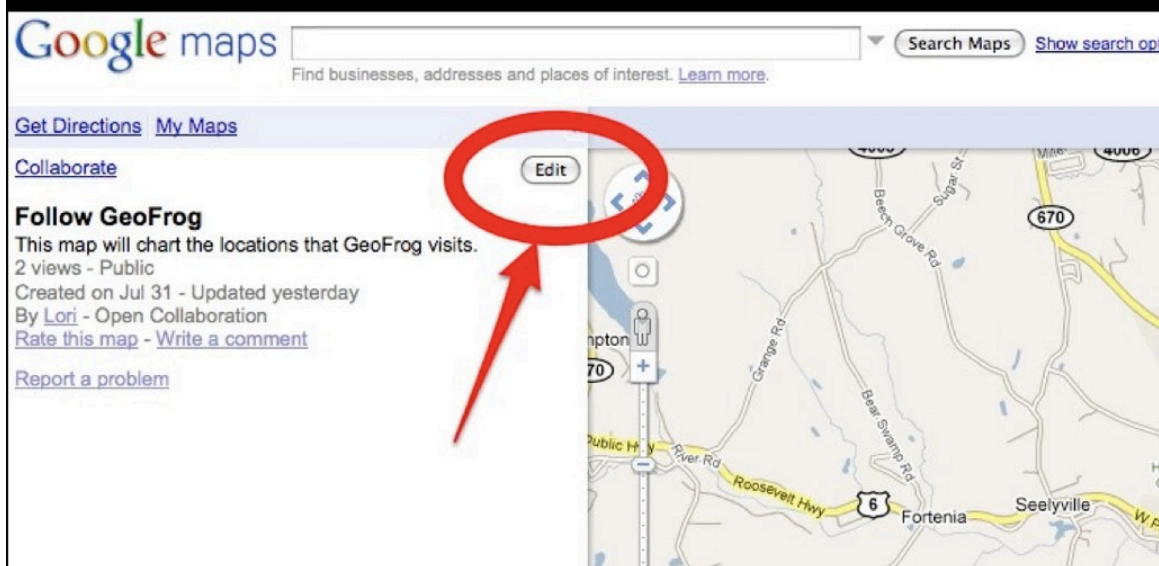 Google maps
Search Maps
Show search opt
Find businesses, addresses and places of interest. Learn more.
Get Directions
My Maps
Collaborate
Edit
Follow GeoFrog
This map will chart the locations that GeoFrog visits.
2 views - Public
Created on Jul 31 - Updated yesterday
By Lori - Open Collaboration
Rate this map - Write a comment
Report a problem
4006
Sugar St
Beech Grove Rd
670
Grange Rd
mpton
70
Bear Swamp Rd
Public Hwy
River Rd
Roosevelt Hwy
6
Fortenia
Seelyville